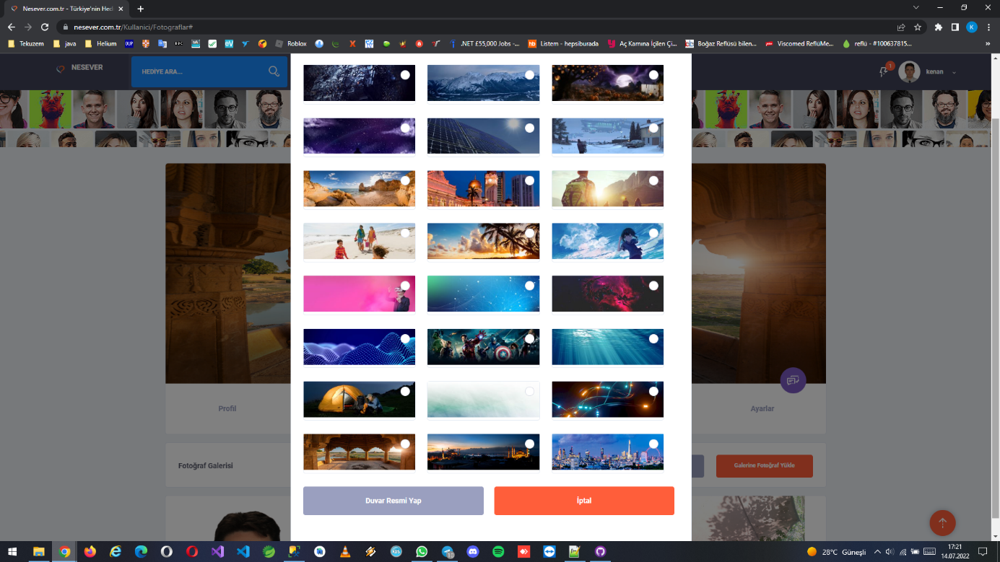 Nesever.com.tr - Türkiye'nin Hed
nesever.com.tr/Kullanici/Fotograflar#
K
Tekuzem
java
Helium
Roblox
.NET £55,000 Jobs -...
Listem - hepsiburada
Aç Karnına İçilen Çi...
Boğaz Reflüsü bilen...
Viscomed RefluMe...
reflü - #100637815...
NESEVER
HEDİYE ARA...
1
kenan
Profil
Ayarlar
Fotoğraf Galerisi
Galerine Fotoğraf Yükle
Duvar Resmi Yap
İptal
10
28°C Güneşli
17:21
14.07.2022